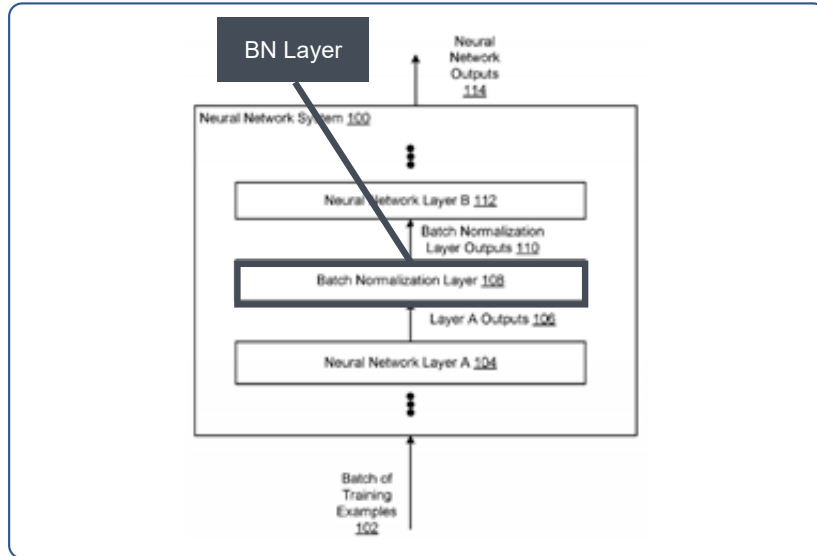 BN Layer
Neural
Network
Outputs
114
Neural Network System 100
Neural Network Layer B 112
Batch Normalization
Layer Outputs 110
Batch Normalization Layer 108
Layer A Outputs 106
Neural Network Layer A 104
Batch of
Training
Examples
102